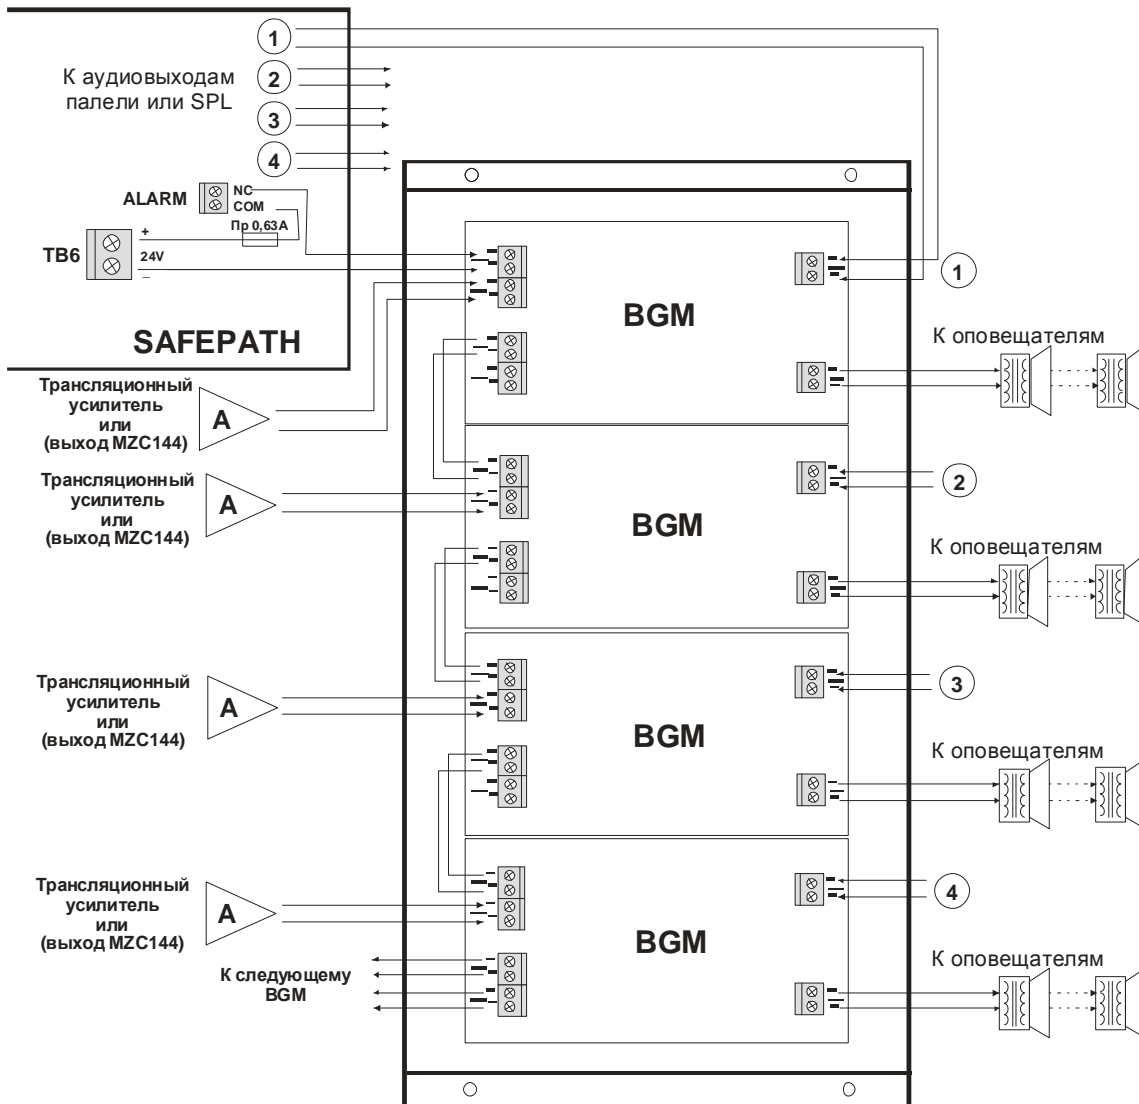 1
К аудиовыходам
палели или SPL
2
3
4
ALARM
NC
COM
Пр 0,63А
+
TB6
24V
_
SAFEPATH
BGM
1
К оповещателям
Трансляционный
усилитель
или
(выход MZC144)
A
Трансляционный
усилитель
или
(выход MZC144)
A
BGM
2
К оповещателям
Трансляционный
усилитель
или
(выход MZC144)
A
BGM
3
К оповещателям
Трансляционный
усилитель
или
(выход MZC144)
A
BGM
4
К оповещателям
К следующему
BGM